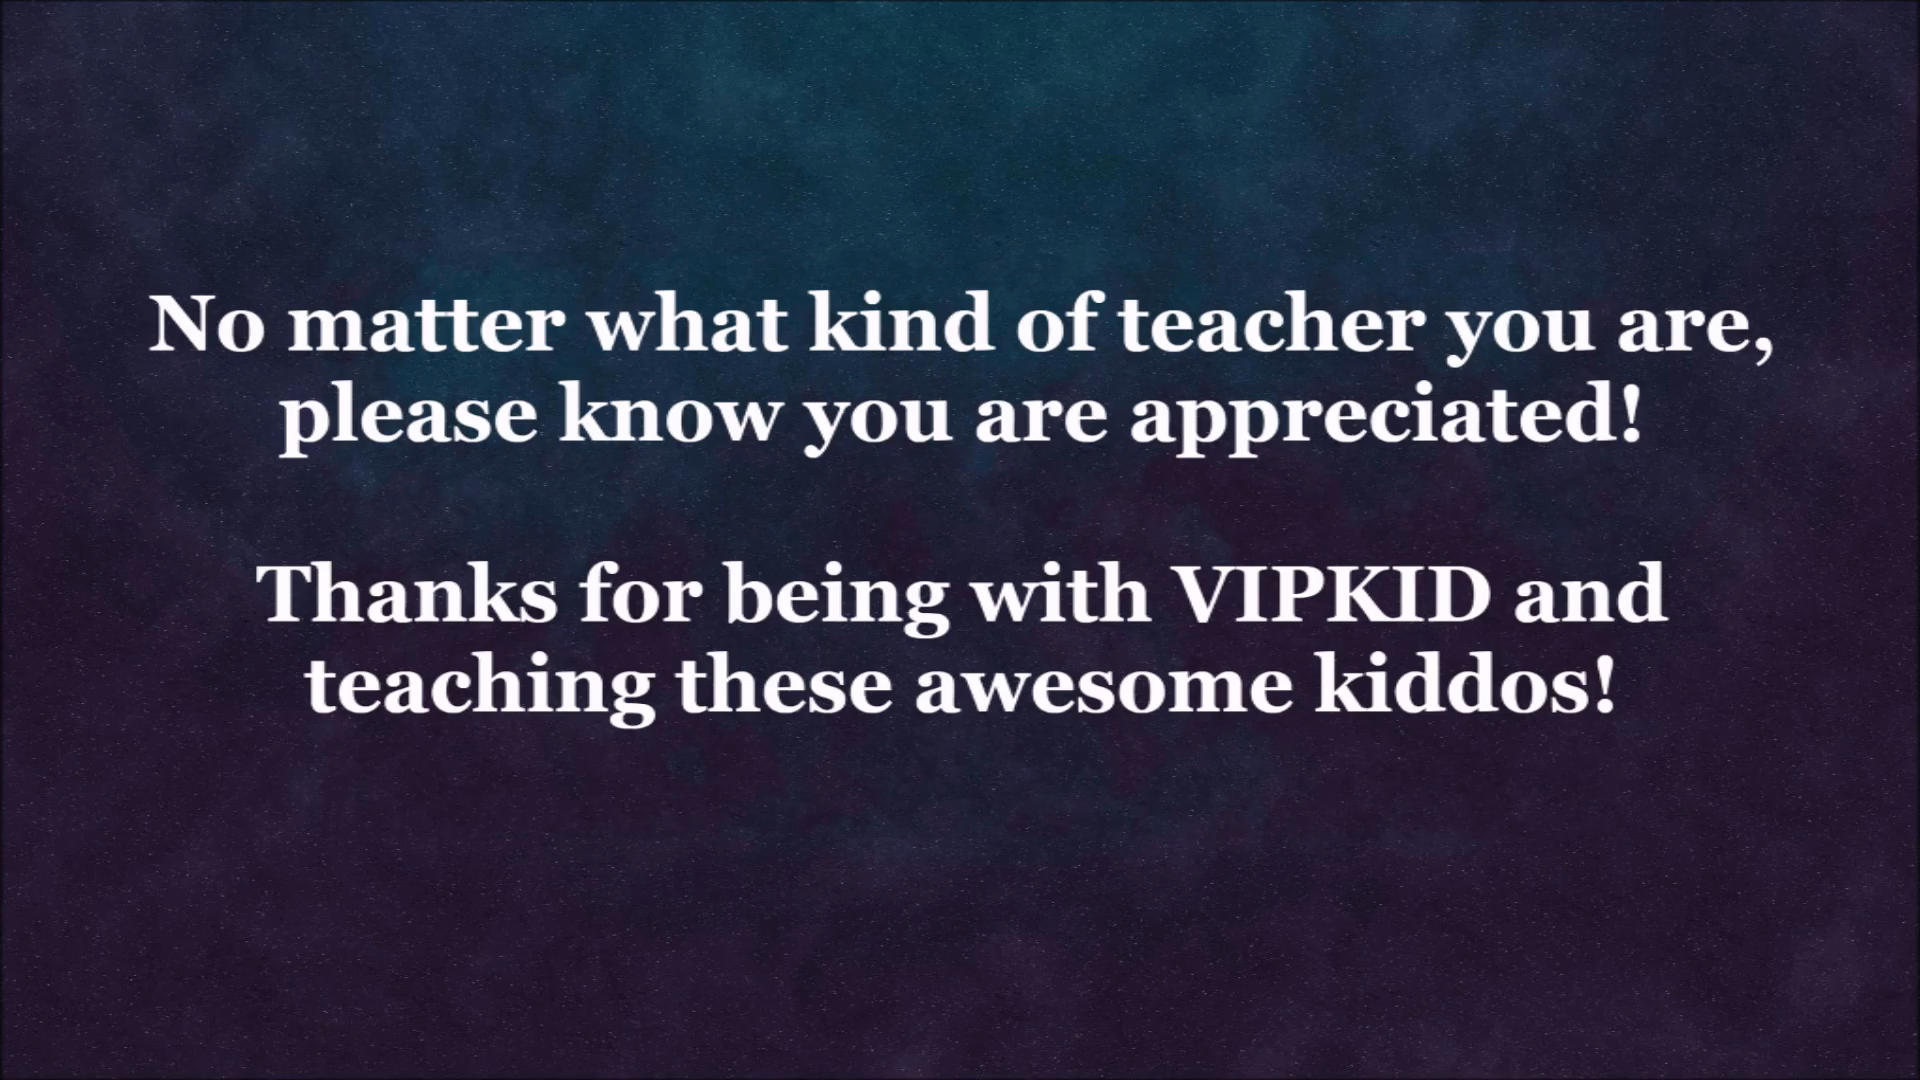 No matter what kind of teacher you are,
please know you are appreciated!
Thanks for being with VIPKID and
teaching these awesome kiddos!